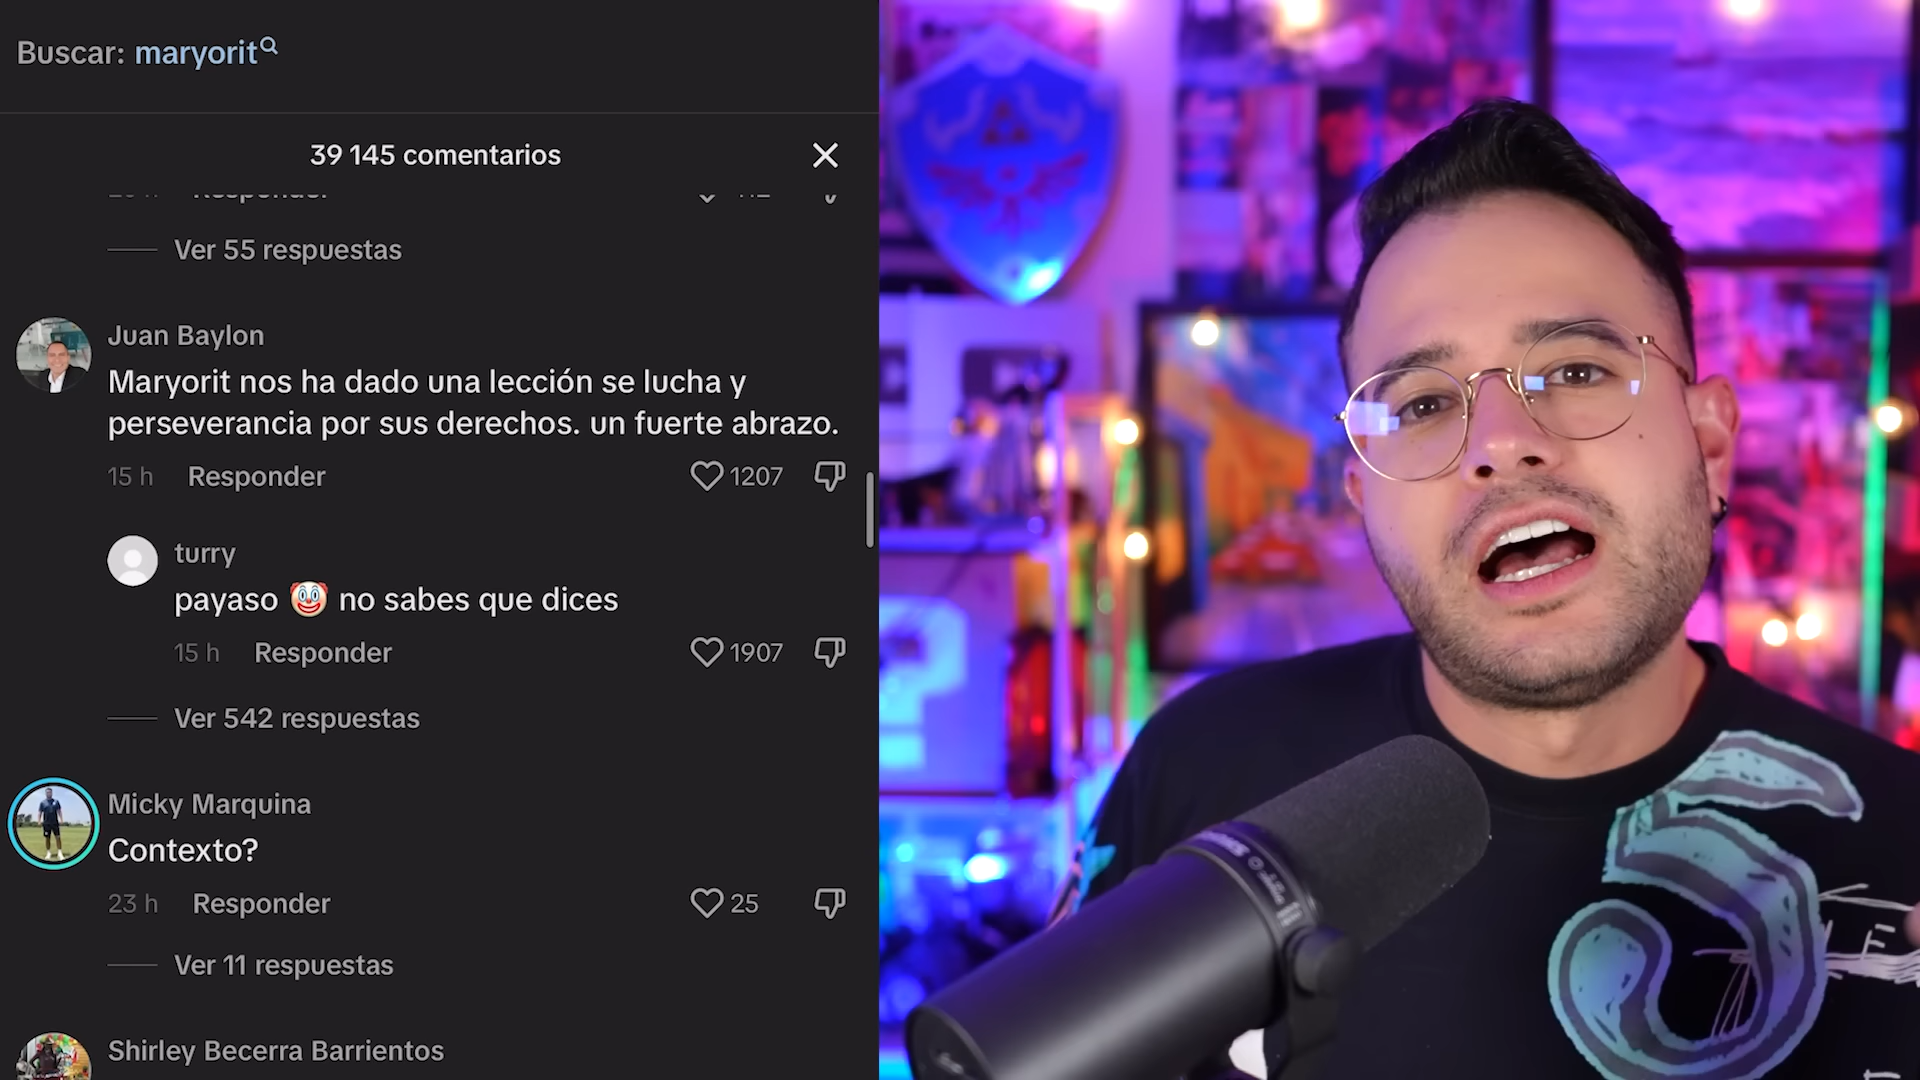 Buscar: maryorit
39 145 comentarios
Responder
Ver 55 respuestas
Juan Baylon
Maryorit nos ha dado una lección se lucha y
perseverancia por sus derechos. un fuerte abrazo.
15 h Responder 1207
turry
payaso 🤡 no sabes que dices
15 h Responder 1907
Ver 542 respuestas
Micky Marquina
Contexto?
23 h Responder 25
Ver 11 respuestas
Shirley Becerra Barrientos